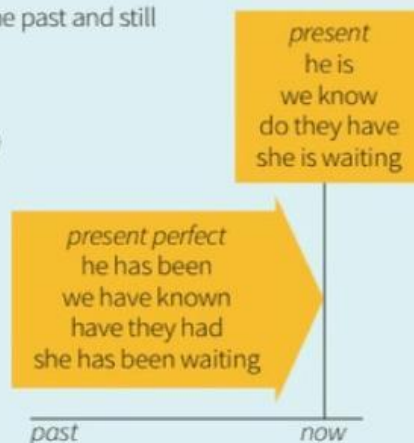 e past and still
present
he is
we know
do they have
she is waiting
present perfect
he has been
we have known
have they had
she has been waiting
past
now